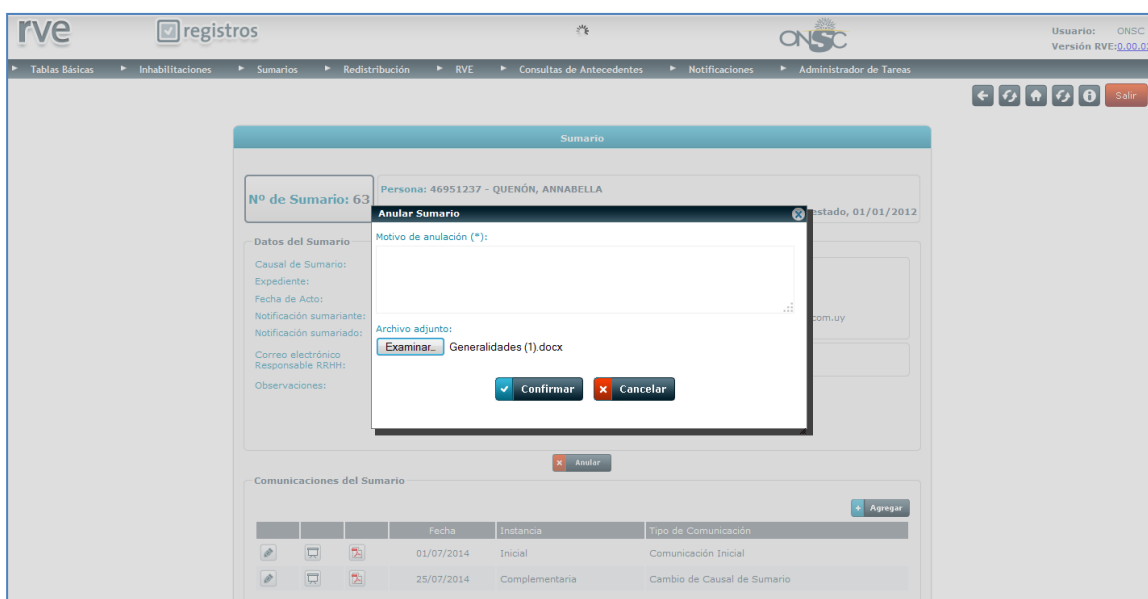 rve registros ONSC Usuario: ONSC
Versión RVE:0.00.0
Tablas Básicas Inhabilitaciones Sumarios Redistribución RVE Consultas de Antecedentes Notificaciones Administrador de Tareas
Salir
Sumario
Nº de Sumario: 63
Persona: 46951237 - QUENÓN, ANNABELLA
estado, 01/01/2012
Anular Sumario
Motivo de anulación (*):
Archivo adjunto:
Examinar... Generalidades (1).docx
Confirmar Cancelar
Datos del Sumario
Causal de Sumario:
Expediente:
Fecha de Acto:
Notificación sumariante: com.uy
Notificación sumariado:
Correo electrónico
Responsable RRHH:
Observaciones:
Anular
Comunicaciones del Sumario
Agregar
Fecha Instancia Tipo de Comunicación
01/07/2014 Inicial Comunicación Inicial
25/07/2014 Complementaria Cambio de Causal de Sumario